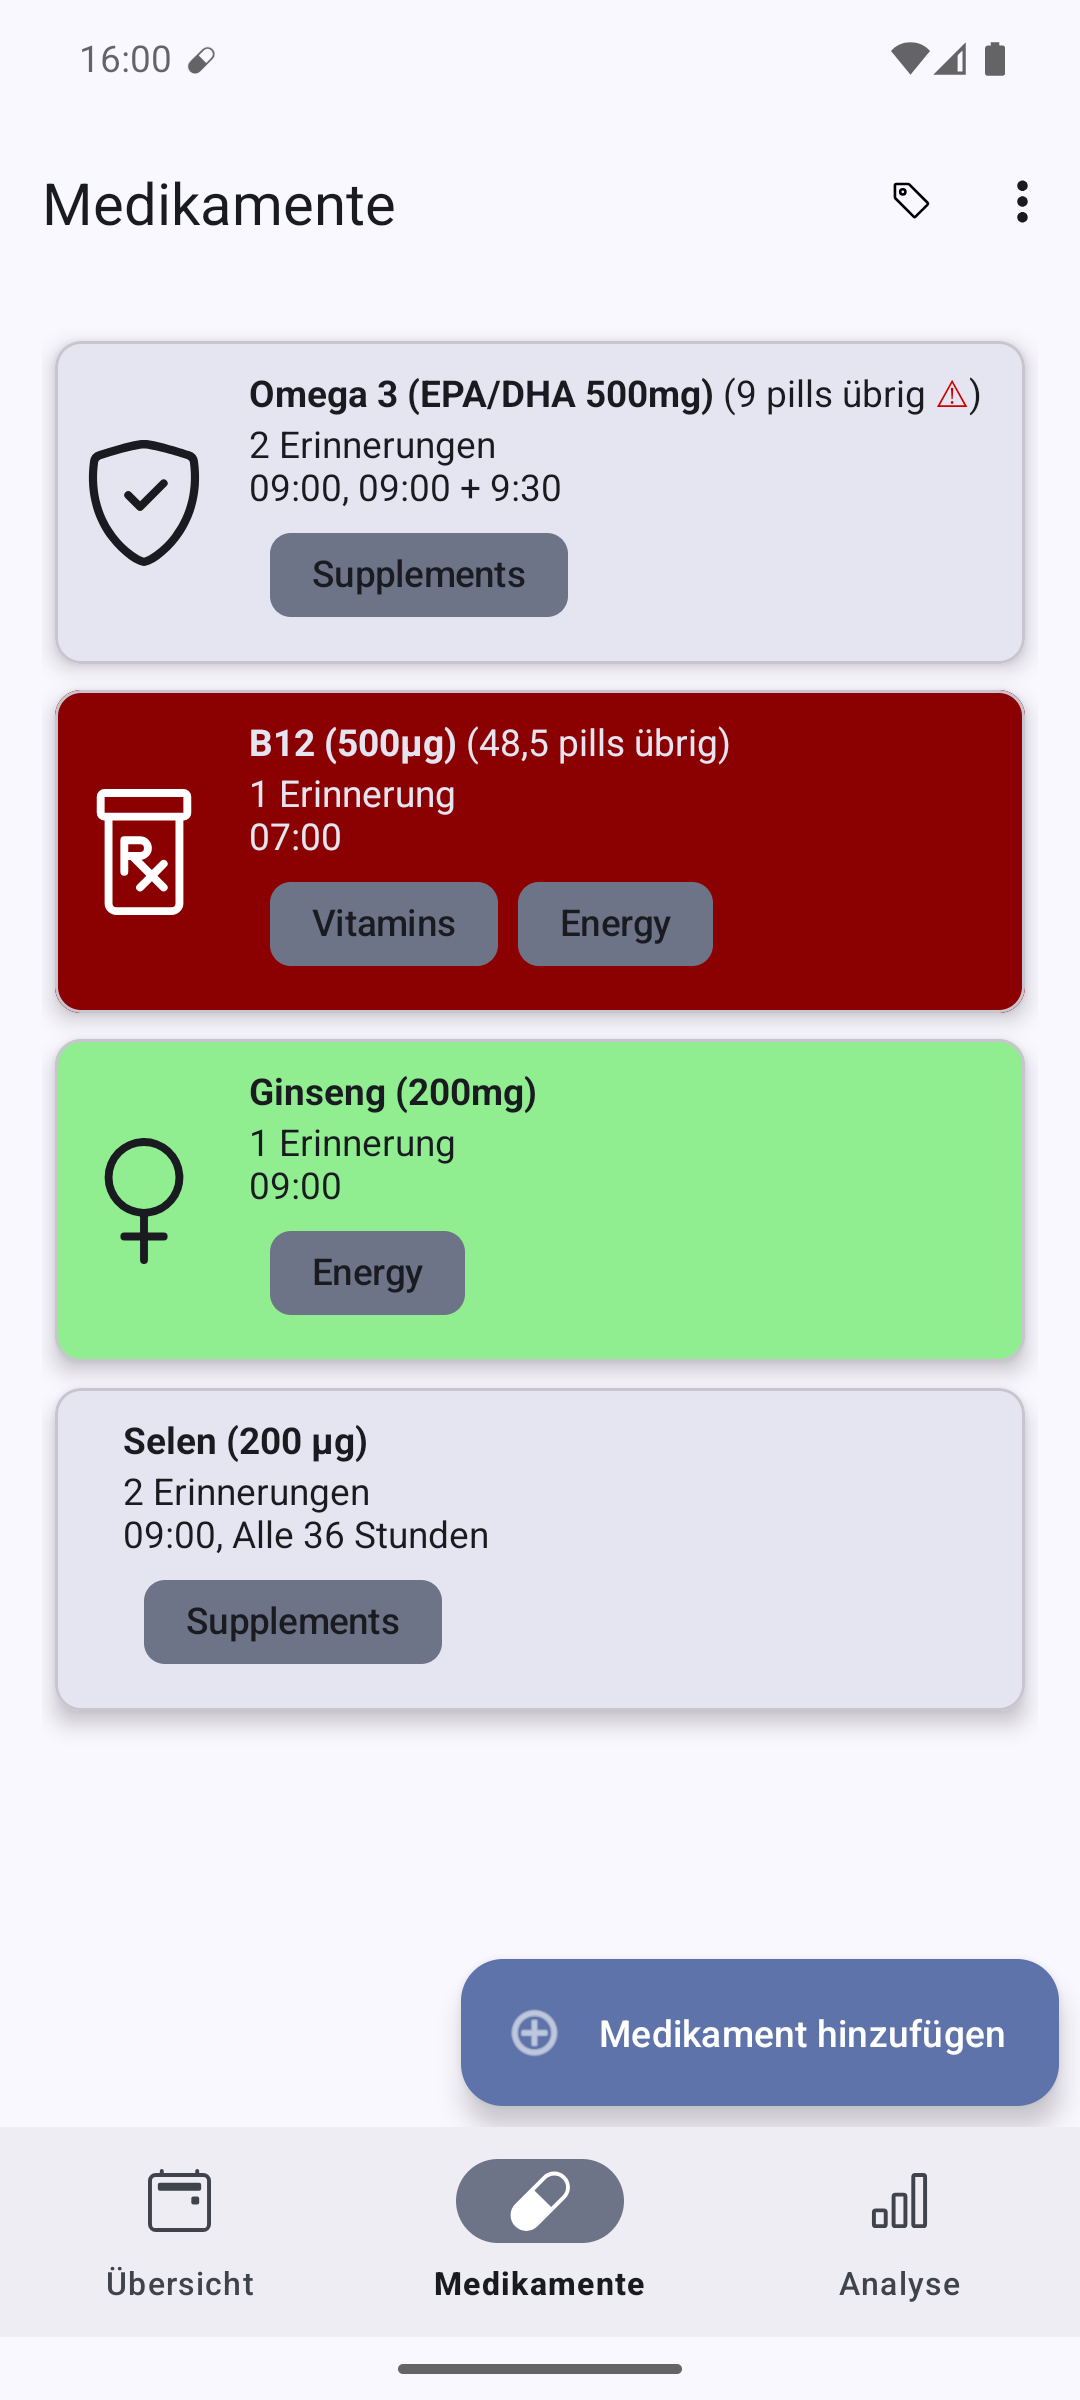 16:00
Medikamente
Omega 3 (EPA/DHA 500mg) (9 pills übrig ⚠)
2 Erinnerungen
09:00, 09:00 + 9:30
Supplements
B12 (500µg) (48,5 pills übrig)
1 Erinnerung
07:00
Rx
Vitamins Energy
Ginseng (200mg)
1 Erinnerung
09:00
Energy
Selen (200 µg)
2 Erinnerungen
09:00, Alle 36 Stunden
Supplements
Medikament hinzufügen
Übersicht Medikamente Analyse